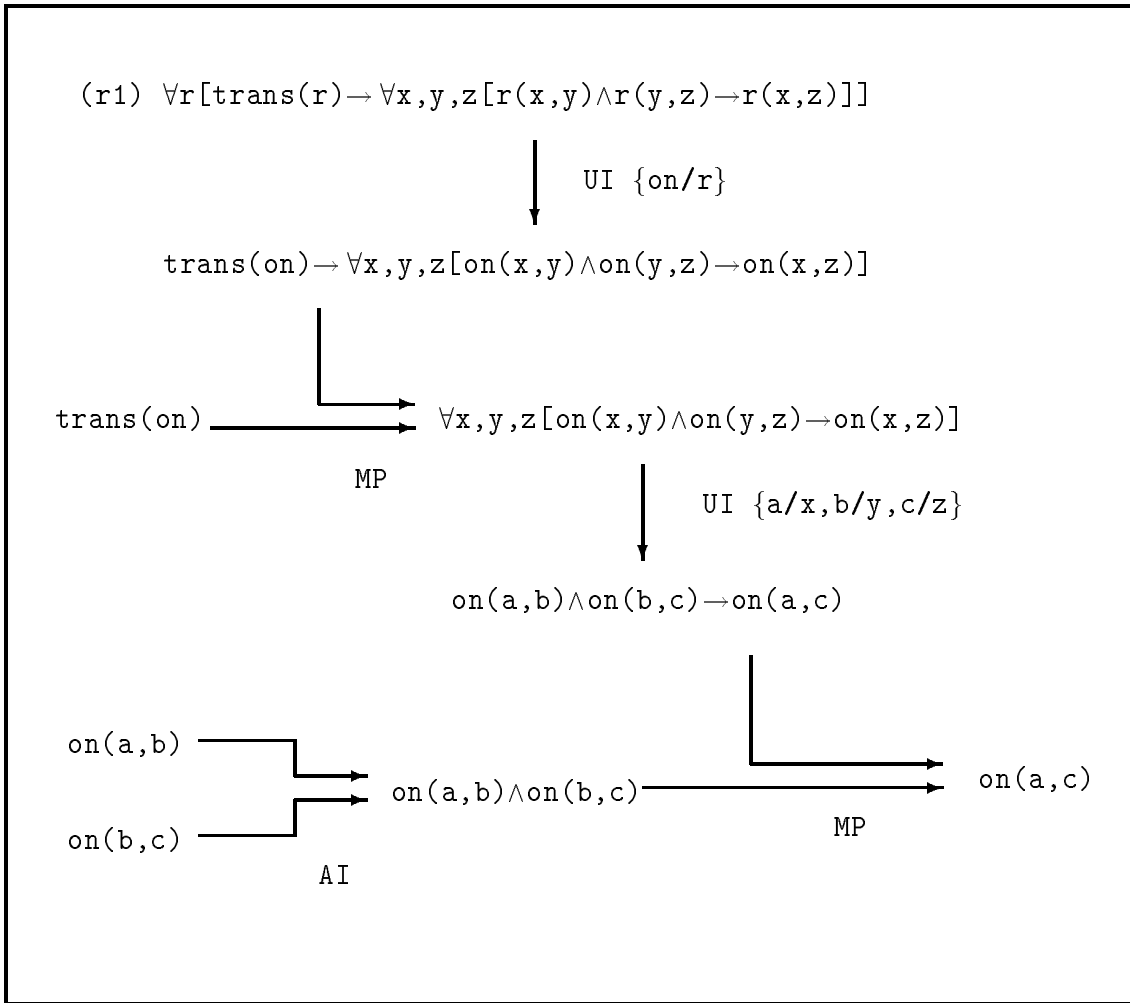 (r1) ∀r[trans(r)→ ∀x,y,z[r(x,y)∧r(y,z)→r(x,z)]]
UI {on/r}
trans(on)→ ∀x,y,z[on(x,y)∧on(y,z)→on(x,z)]
trans(on)
∀x,y,z[on(x,y)∧on(y,z)→on(x,z)]
MP
UI {a/x,b/y,c/z}
on(a,b)∧on(b,c)→on(a,c)
on(a,b)
on(b,c)
on(a,b)∧on(b,c)
on(a,c)
MP
AI